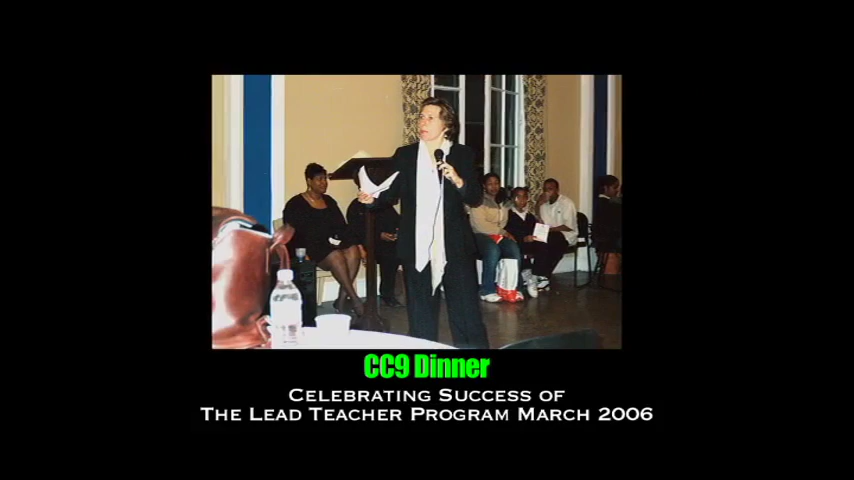 CC9 Dinner
Celebrating Success of
The Lead Teacher Program March 2006